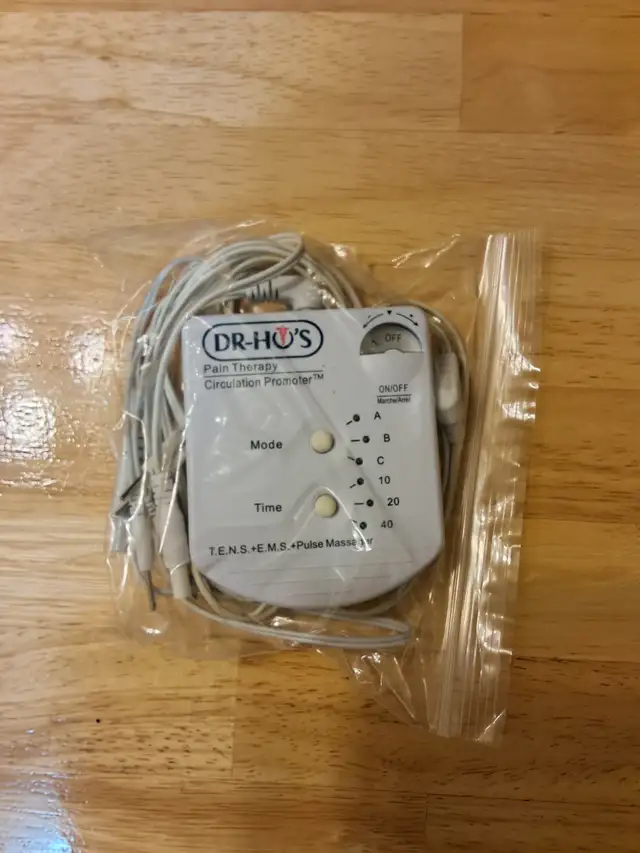 DR-HO'S
Pain Therapy
Circulation Promoter™
OFF
ON/OFF
Marche/Arrêt
Mode
A
B
C
Time
10
20
40
T.E.N.S.+E.M.S.+Pulse Massager